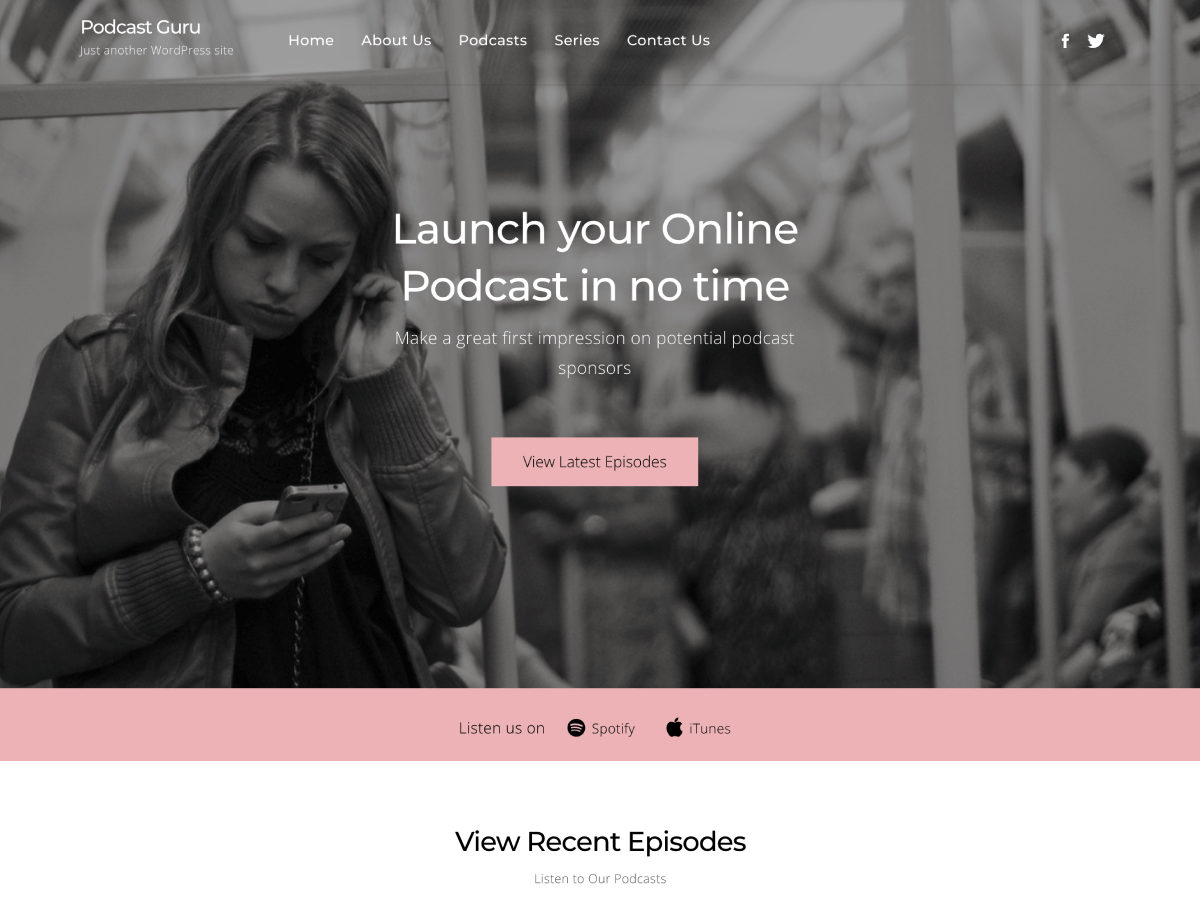 Podcast Guru
Just another WordPress site
Home About Us Podcasts Series Contact Us
Launch your Online
Podcast in no time
Make a great first impression on potential podcast
sponsors
View Latest Episodes
Listen us on Spotify iTunes
View Recent Episodes
Listen to Our Podcasts